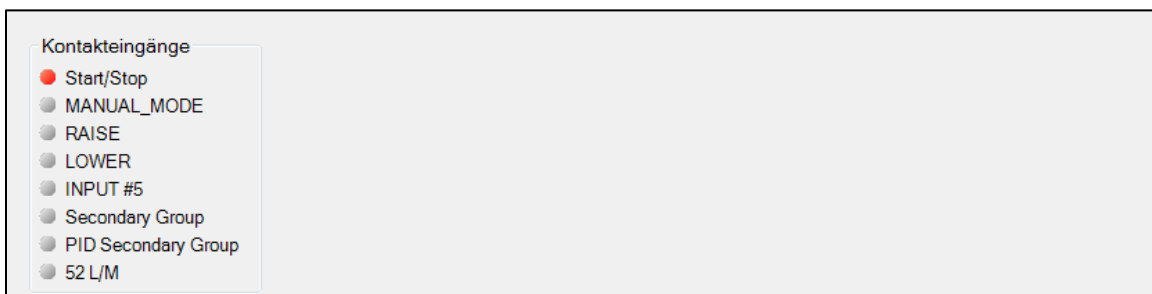 Kontakteingänge
Start/Stop
MANUAL_MODE
RAISE
LOWER
INPUT #5
Secondary Group
PID Secondary Group
52 L/M